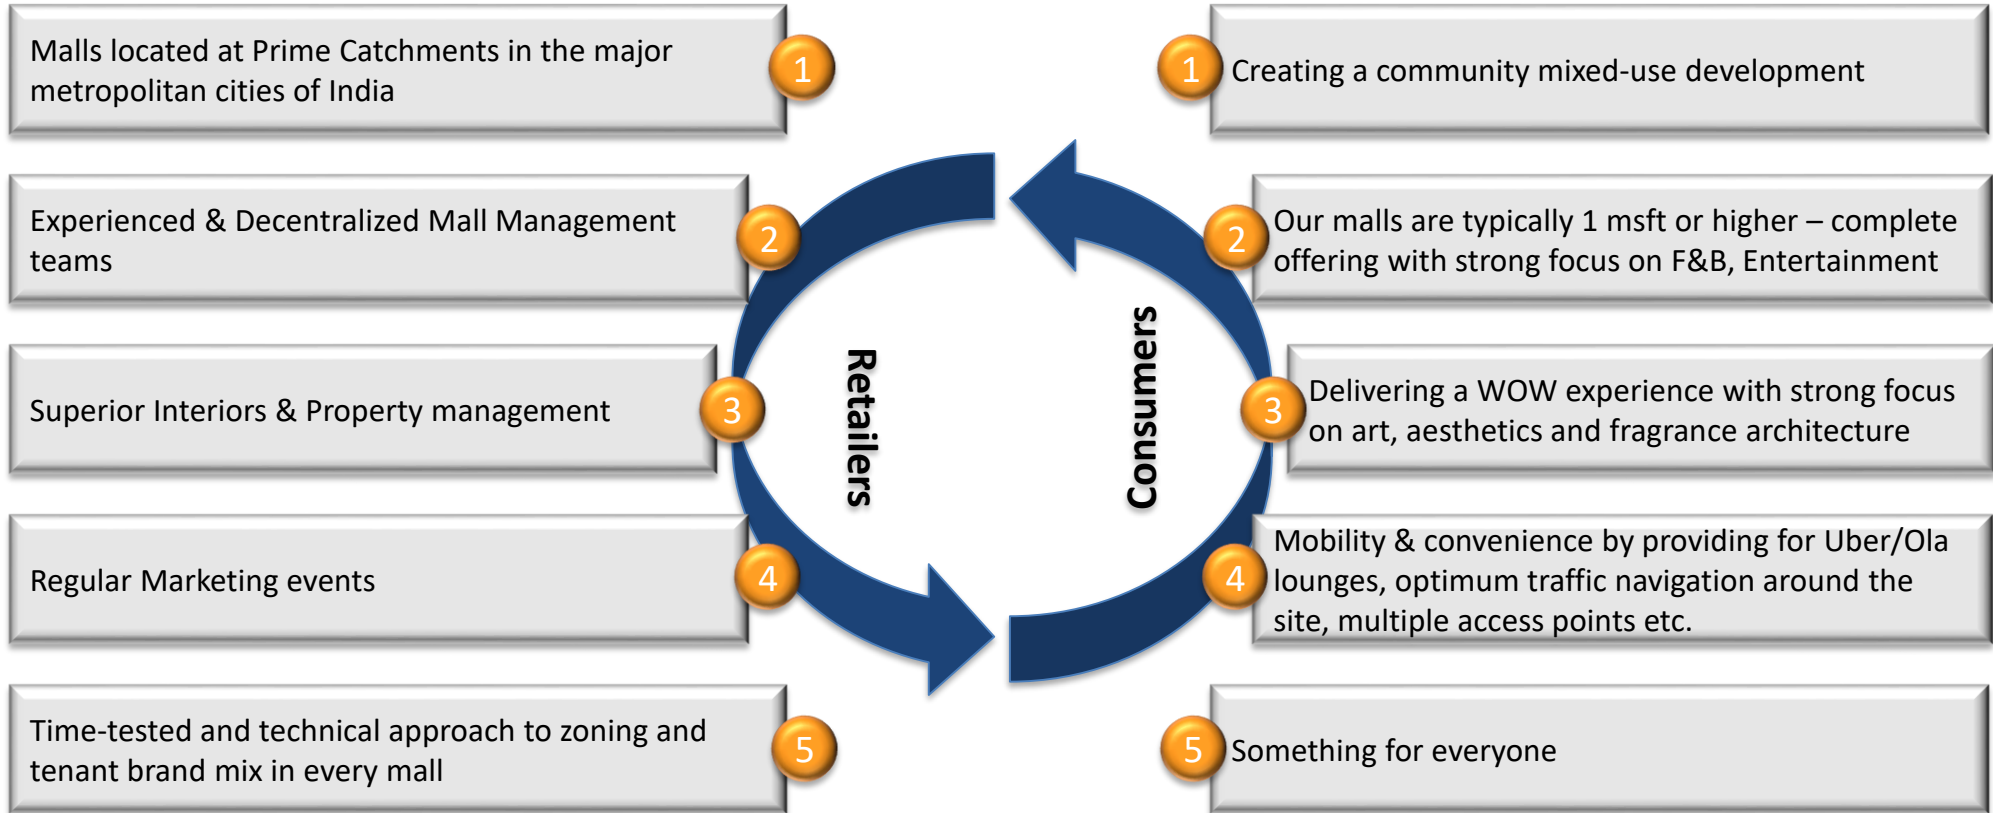 Malls located at Prime Catchments in the major
metropolitan cities of India
1
Experienced & Decentralized Mall Management
teams
2
Superior Interiors & Property management
3
Regular Marketing events
4
Time-tested and technical approach to zoning and
tenant brand mix in every mall
5
Retailers
Consumers
1
Creating a community mixed-use development
2
Our malls are typically 1 msft or higher – complete
offering with strong focus on F&B, Entertainment
3
Delivering a WOW experience with strong focus
on art, aesthetics and fragrance architecture
4
Mobility & convenience by providing for Uber/Ola
lounges, optimum traffic navigation around the
site, multiple access points etc.
5
Something for everyone